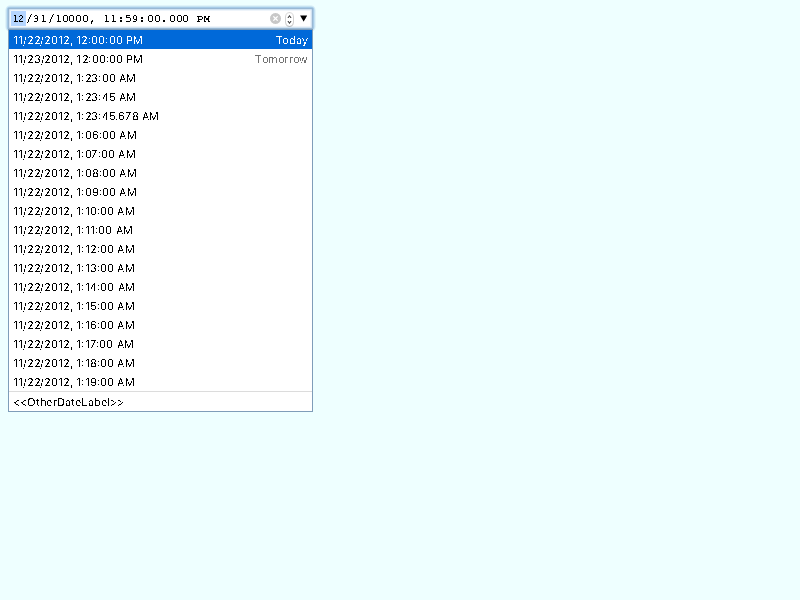 12/31/10000, 11:59:00.000 PM
11/22/2012, 12:00:00 PM Today
11/23/2012, 12:00:00 PM Tomorrow
11/22/2012, 1:23:00 AM
11/22/2012, 1:23:45 AM
11/22/2012, 1:23:45.678 AM
11/22/2012, 1:06:00 AM
11/22/2012, 1:07:00 AM
11/22/2012, 1:08:00 AM
11/22/2012, 1:09:00 AM
11/22/2012, 1:10:00 AM
11/22/2012, 1:11:00 AM
11/22/2012, 1:12:00 AM
11/22/2012, 1:13:00 AM
11/22/2012, 1:14:00 AM
11/22/2012, 1:15:00 AM
11/22/2012, 1:16:00 AM
11/22/2012, 1:17:00 AM
11/22/2012, 1:18:00 AM
11/22/2012, 1:19:00 AM
<<OtherDateLabel>>